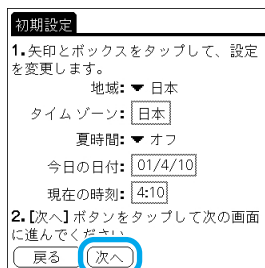 初期設定
1.矢印とボックスをタップして、設定
を変更します。
地域: ▼ 日本
タイム ゾーン: 日本
夏時間: ▼ オフ
今日の日付: 01/4/10
現在の時刻: 4:10
2.[次へ]ボタンをタップして次の画面
に進んでください
戻る 次へ